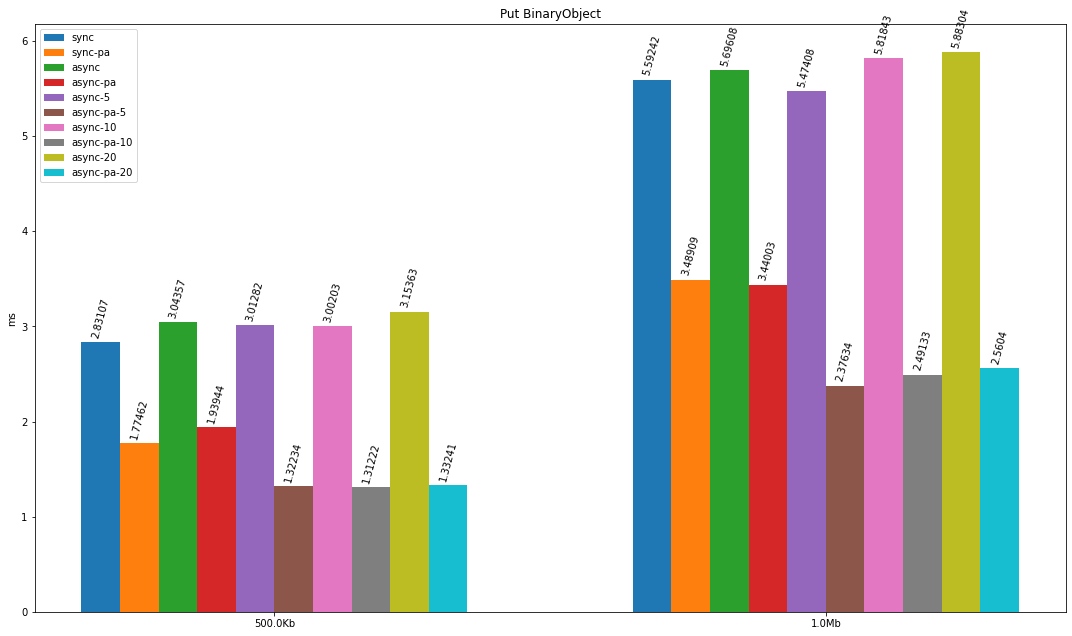 Put BinaryObject
sync
sync-pa
async
async-pa
async-5
async-pa-5
async-10
async-pa-10
async-20
async-pa-20
ms
6
5
4
3
2
1
0
2.83107
1.77462
3.04357
1.93944
3.01282
1.32234
3.00203
1.31222
3.15363
1.33241
5.59242
3.48909
5.69608
3.44003
5.47408
2.37634
5.81843
2.49133
5.88304
2.5604
500.0Kb
1.0Mb